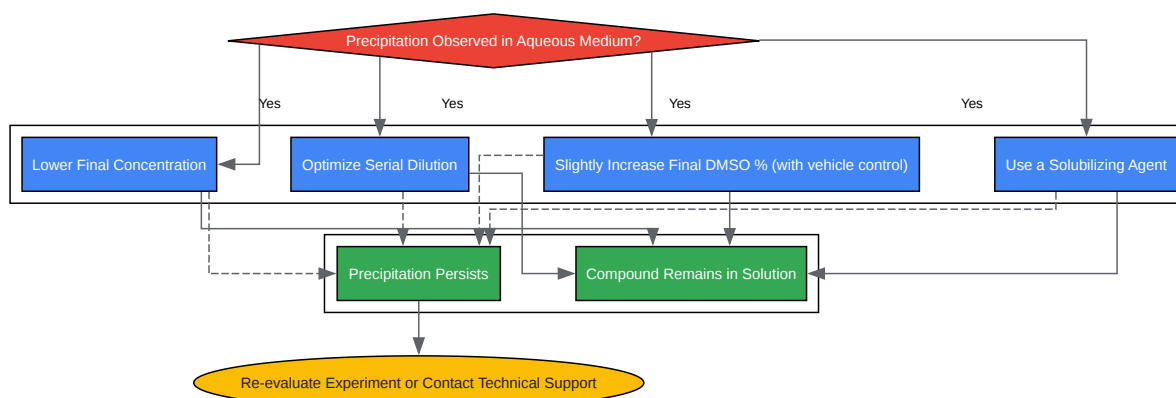 Precipitation Observed in Aqueous Medium?
Yes
Yes
Yes
Yes
Lower Final Concentration
Optimize Serial Dilution
Slightly Increase Final DMSO % (with vehicle control)
Use a Solubilizing Agent
Precipitation Persists
Compound Remains in Solution
Re-evaluate Experiment or Contact Technical Support